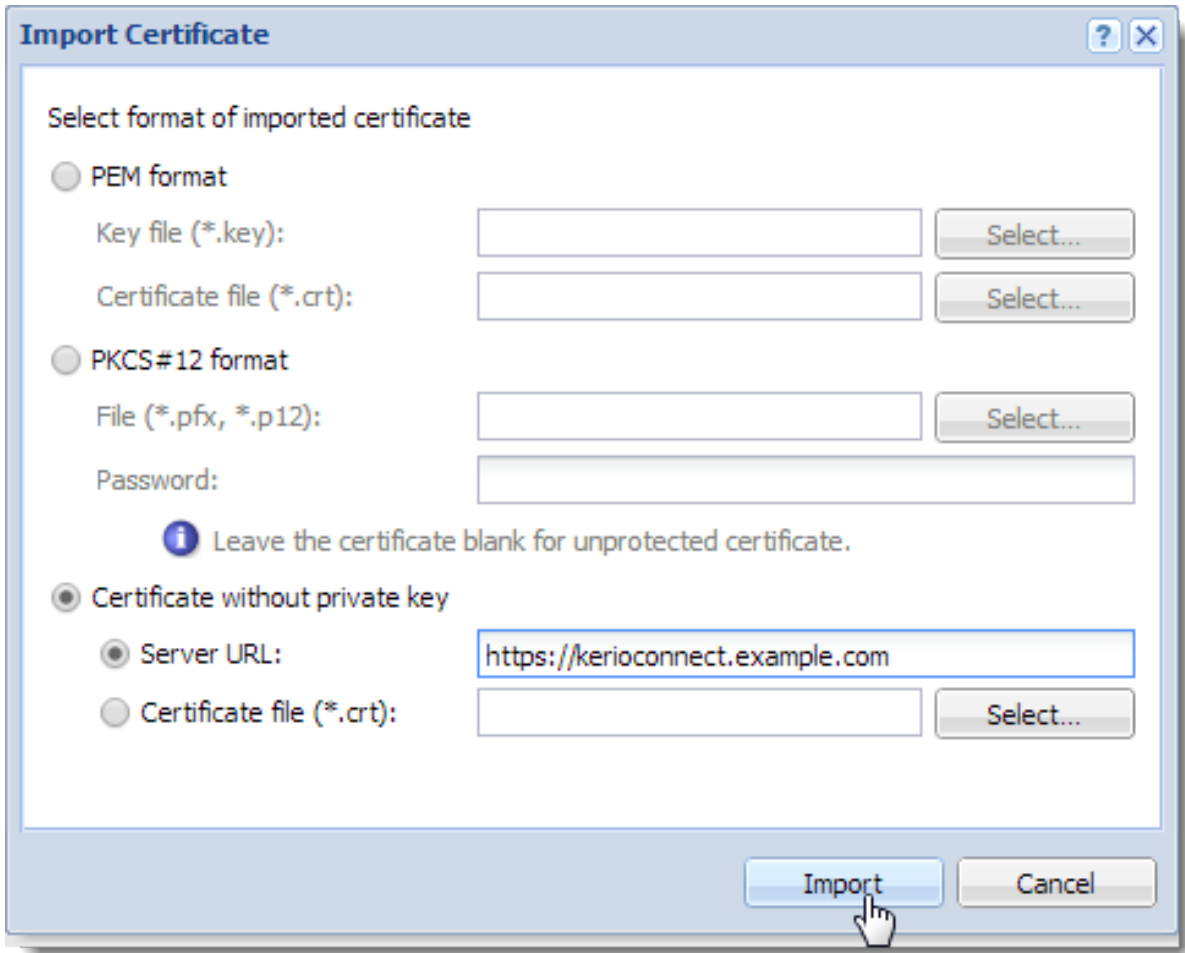 Import Certificate
?
Select format of imported certificate
PEM format
Key file (*.key):
Select...
Certificate file (*.crt):
Select...
PKCS#12 format
File (*.pfx, *.p12):
Select...
Password:
i Leave the certificate blank for unprotected certificate.
Certificate without private key
Server URL: https://kerioconnect.example.com
Certificate file (*.crt):
Select...
Import Cancel